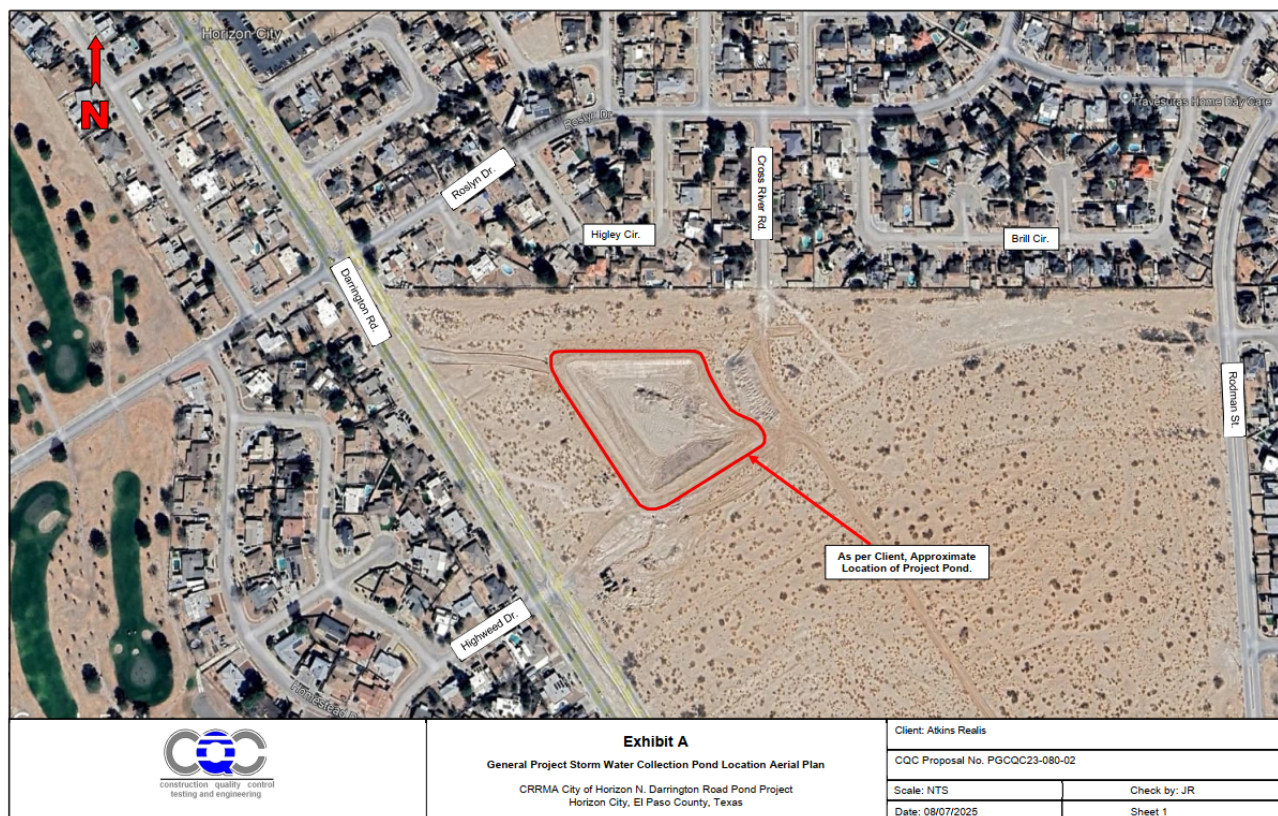 Horizon City
N
Travesuras Home Day Care
Roslyn Dr
Roslyn Dr.
Cross River Rd.
Higley Cir.
Brill Cir.
Darrington Rd.
Rodman St.
As per Client, Approximate
Location of Project Pond.
Highweed Dr.
Homestead
CQC
construction quality control
testing and engineering
Exhibit A
General Project Storm Water Collection Pond Location Aerial Plan
CRRMA City of Horizon N. Darrington Road Pond Project
Horizon City, El Paso County, Texas
Client: Atkins Realis
CQC Proposal No. PGCQC23-080-02
Scale: NTS
Check by: JR
Date: 08/07/2025
Sheet 1